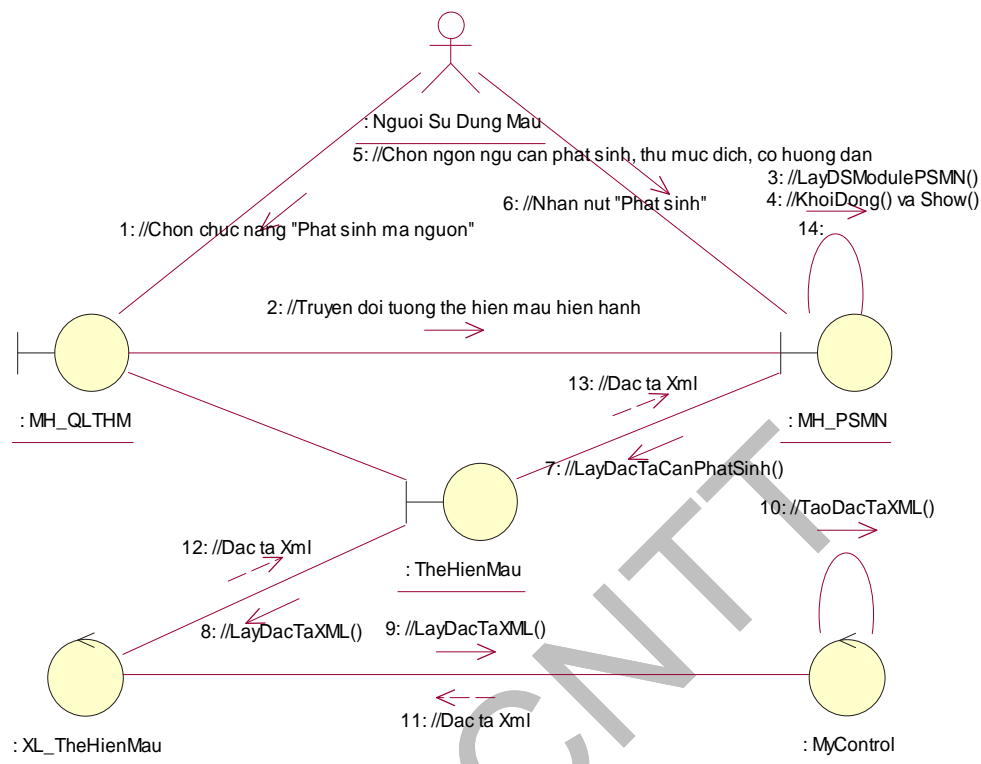 : Nguoi Su Dung Mau
5: //Chon ngon ngu can phat sinh, thu muc dich, co huong dan
3: //LayDSModulePSMN()
4: //KhoiDong() va Show()
6: //Nhan nut "Phat sinh"
1: //Chon chuc nang "Phat sinh ma nguon"
14:
2: //Truyen doi tuong the hien mau hien hanh
13: //Dac ta Xml
: MH_QLTHM
: MH_PSMN
7: //LayDacTaCanPhatSinh()
10: //TaoDacTaXML()
12: //Dac ta Xml
: TheHienMau
8: //LayDacTaXML()
9: //LayDacTaXML()
11: //Dac ta Xml
: XL_TheHienMau
: MyControl
CNTT